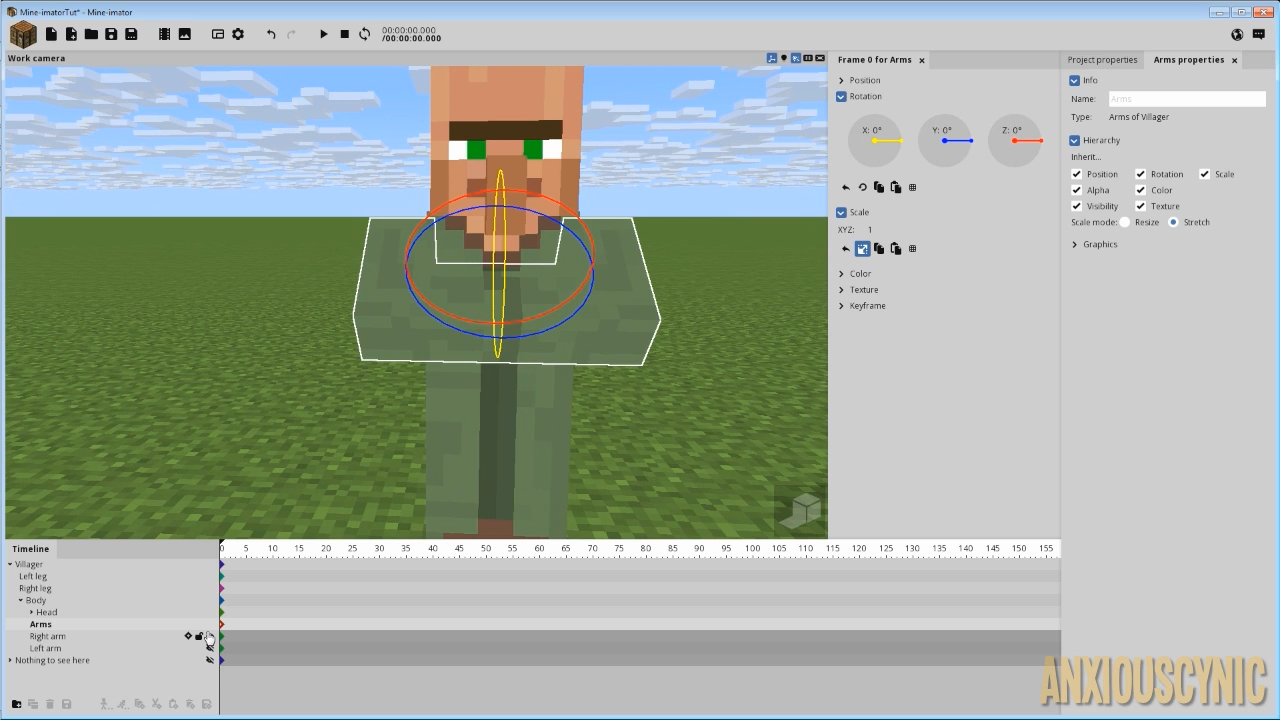 Mine-imatorTut* - Mine-imator
00:00:00.000
/00:00:00.000
Work camera
Frame 0 for Arms
Position
Rotation
X: 0° Y: 0° Z: 0°
Scale
XYZ: 1
Color
Texture
Keyframe
Project properties Arms properties
Info
Name: Arms
Type: Arms of Villager
Hierarchy
Inherit...
Position Rotation Scale
Alpha Color
Visibility Texture
Scale mode: Resize Stretch
Graphics
Timeline
0 5 10 15 20 25 30 35 40 45 50 55 60 65 70 75 80 85 90 95 100 105 110 115 120 125 130 135 140 145 150 155
Villager
Left leg
Right leg
Body
Head
Arms
Right arm
Left arm
Nothing to see here
ANXIOUSCYNIC